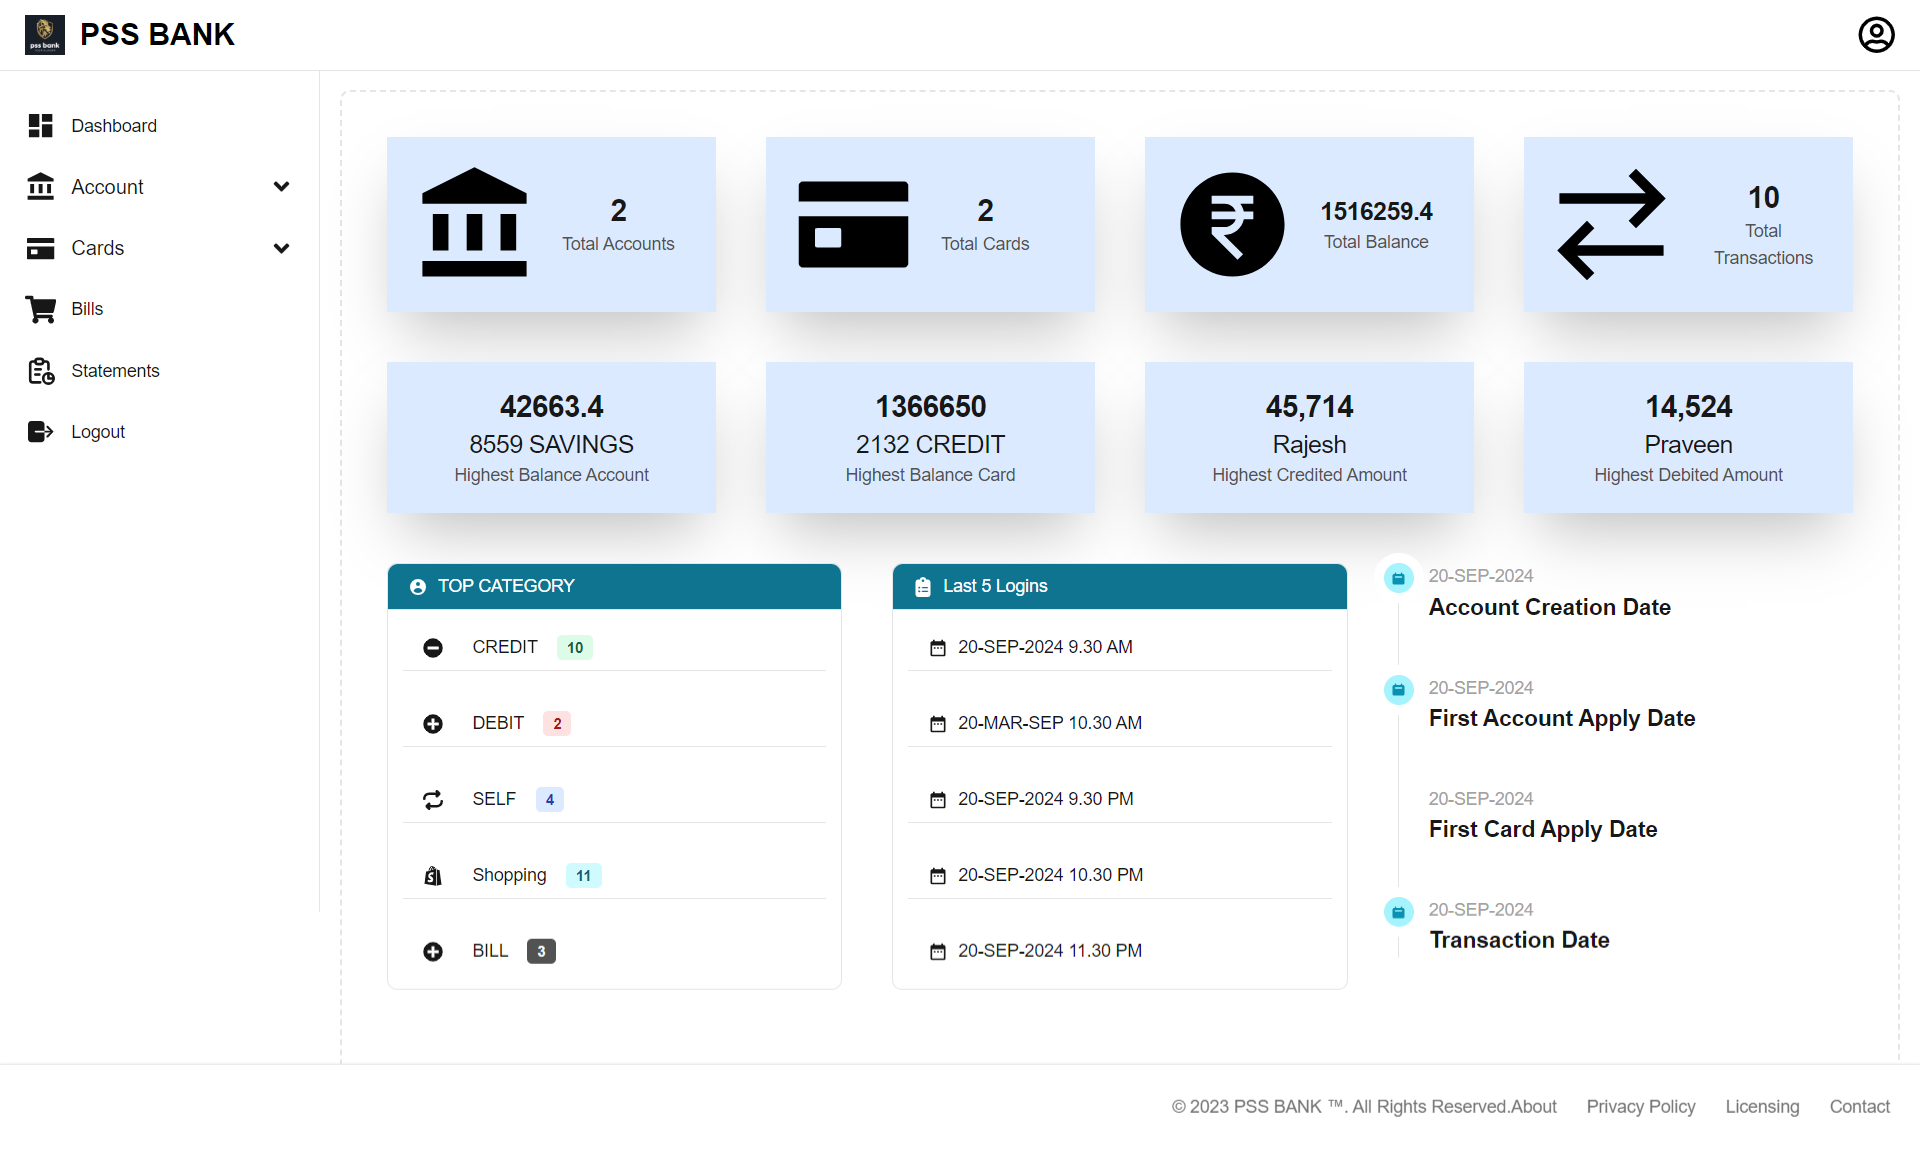 pss bank
PSS BANK
Dashboard
Account
Cards
Bills
Statements
Logout
2
Total Accounts
2
Total Cards
1516259.4
Total Balance
10
Total
Transactions
42663.4
8559 SAVINGS
Highest Balance Account
1366650
2132 CREDIT
Highest Balance Card
45,714
Rajesh
Highest Credited Amount
14,524
Praveen
Highest Debited Amount
TOP CATEGORY
CREDIT 10
DEBIT 2
SELF 4
Shopping 11
BILL 3
Last 5 Logins
20-SEP-2024 9.30 AM
20-MAR-SEP 10.30 AM
20-SEP-2024 9.30 PM
20-SEP-2024 10.30 PM
20-SEP-2024 11.30 PM
20-SEP-2024
Account Creation Date
20-SEP-2024
First Account Apply Date
20-SEP-2024
First Card Apply Date
20-SEP-2024
Transaction Date
© 2023 PSS BANK ™. All Rights Reserved.About Privacy Policy Licensing Contact